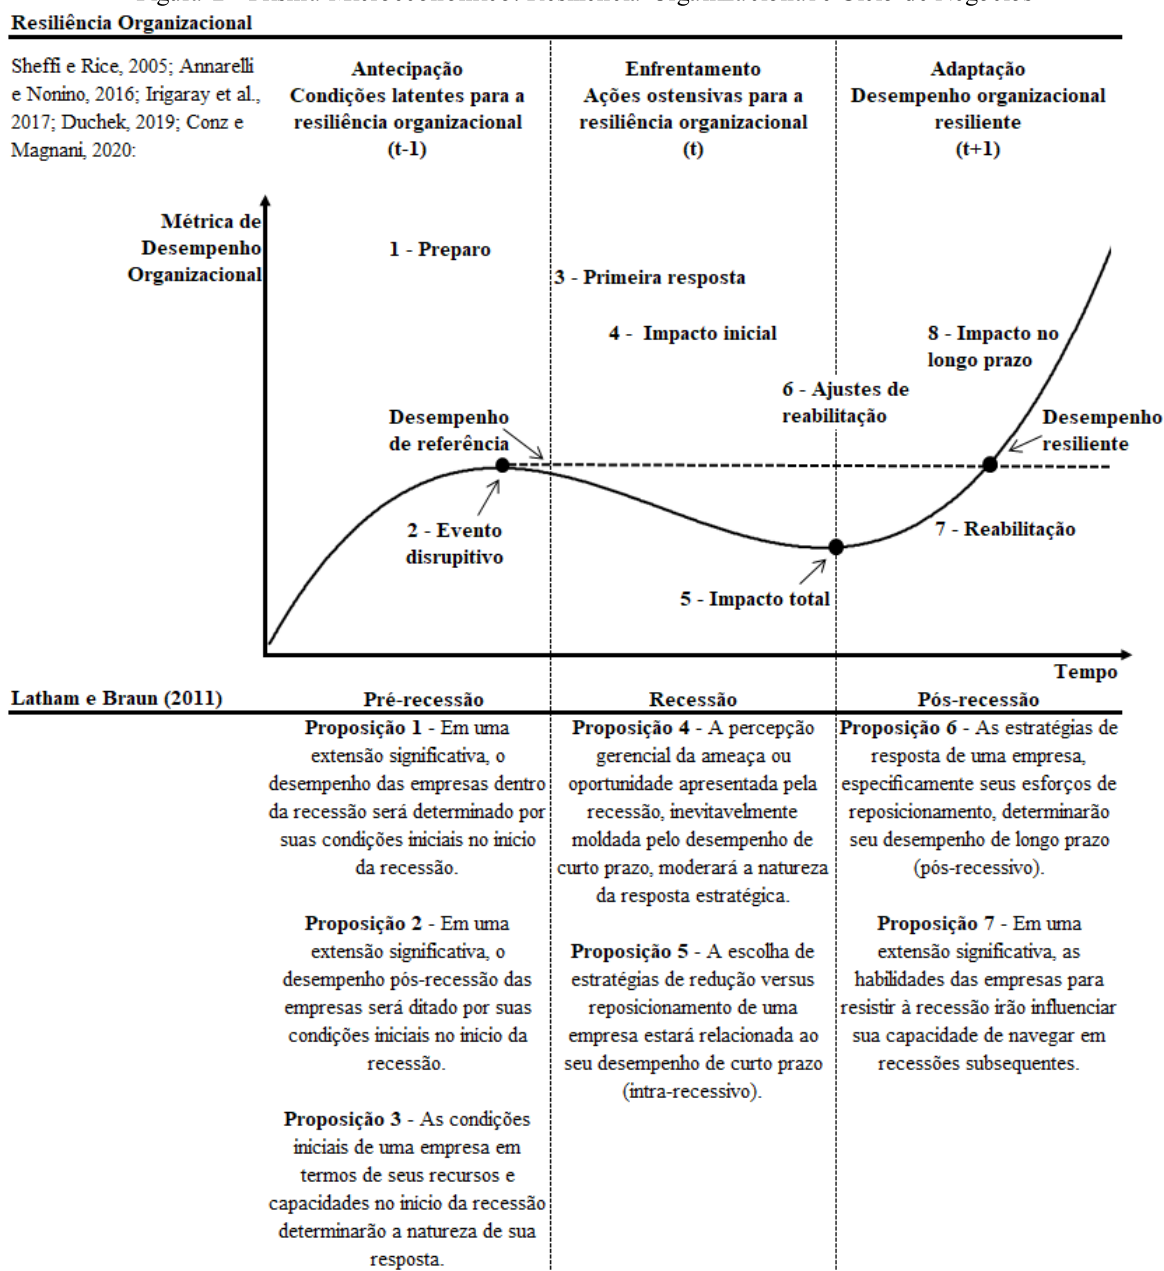 Figura - Prisma Microeconômico: Resiliência Organizacional e Ciclo de Negócios
Resiliência Organizacional
Sheffi e Rice, 2005; Annarelli
e Nonino, 2016; Irigaray et al.,
2017; Duchek, 2019; Conz e
Magnani, 2020:
Antecipação
Condições latentes para a
resiliência organizacional
(t-1)
Enfrentamento
Ações ostensivas para a
resiliência organizacional
(t)
Adaptação
Desempenho organizacional
resiliente
(t+1)
Métrica de
Desempenho
Organizacional
1 - Preparo
3 - Primeira resposta
4 - Impacto inicial
8 - Impacto no
longo prazo
6 - Ajustes de
reabilitação
Desempenho
de referência
Desempenho
resiliente
2 - Evento
disrupitivo
7 - Reabilitação
5 - Impacto total
Tempo
Latham e Braun (2011)
Pré-recessão
Recessão
Pós-recessão
Proposição 1 - Em uma
extensão significativa, o
desempenho das empresas dentro
da recessão será determinado por
suas condições iniciais no início
da recessão.
Proposição 2 - Em uma
extensão significativa, o
desempenho pós-recessão das
empresas será ditado por suas
condições iniciais no início da
recessão.
Proposição 3 - As condições
iniciais de uma empresa em
termos de seus recursos e
capacidades no início da recessão
determinarão a natureza de sua
resposta.
Proposição 4 - A percepção
gerencial da ameaça ou
oportunidade apresentada pela
recessão, inevitavelmente
moldada pelo desempenho de
curto prazo, moderará a natureza
da resposta estratégica.
Proposição 5 - A escolha de
estratégias de redução versus
reposicionamento de uma
empresa estará relacionada ao
seu desempenho de curto prazo
(intra-recessivo).
Proposição 6 - As estratégias de
resposta de uma empresa,
especificamente seus esforços de
reposicionamento, determinarão
seu desempenho de longo prazo
(pós-recessivo).
Proposição 7 - Em uma
extensão significativa, as
habilidades das empresas para
resistir à recessão irão influenciar
sua capacidade de navegar em
recessões subsequentes.